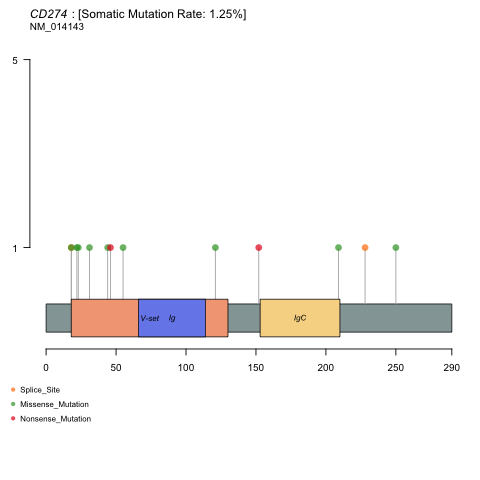 CD274 : [Somatic Mutation Rate: 1.25%]
NM_014143
5
1
V-set Ig IgC
0 50 100 150 200 250 290
Splice_Site
Missense_Mutation
Nonsense_Mutation